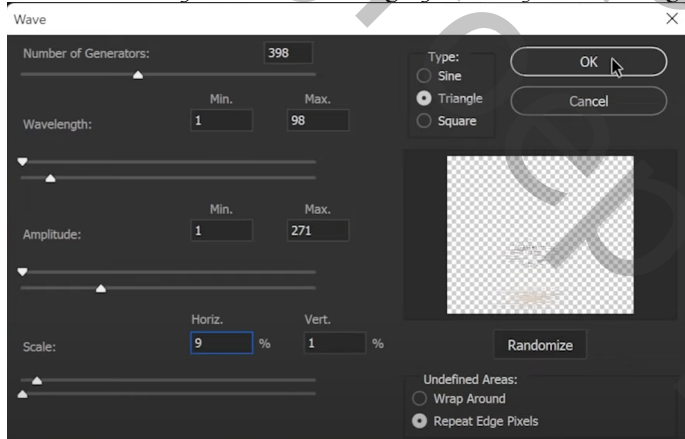 Wave
Number of Generators: 398
Min. Max.
Wavelength: 1 98
Min. Max.
Amplitude: 1 271
Horiz. Vert.
Scale: 9 % 1 %
Type:
Sine
Triangle
Square
OK
Cancel
Randomize
Undefined Areas:
Wrap Around
Repeat Edge Pixels